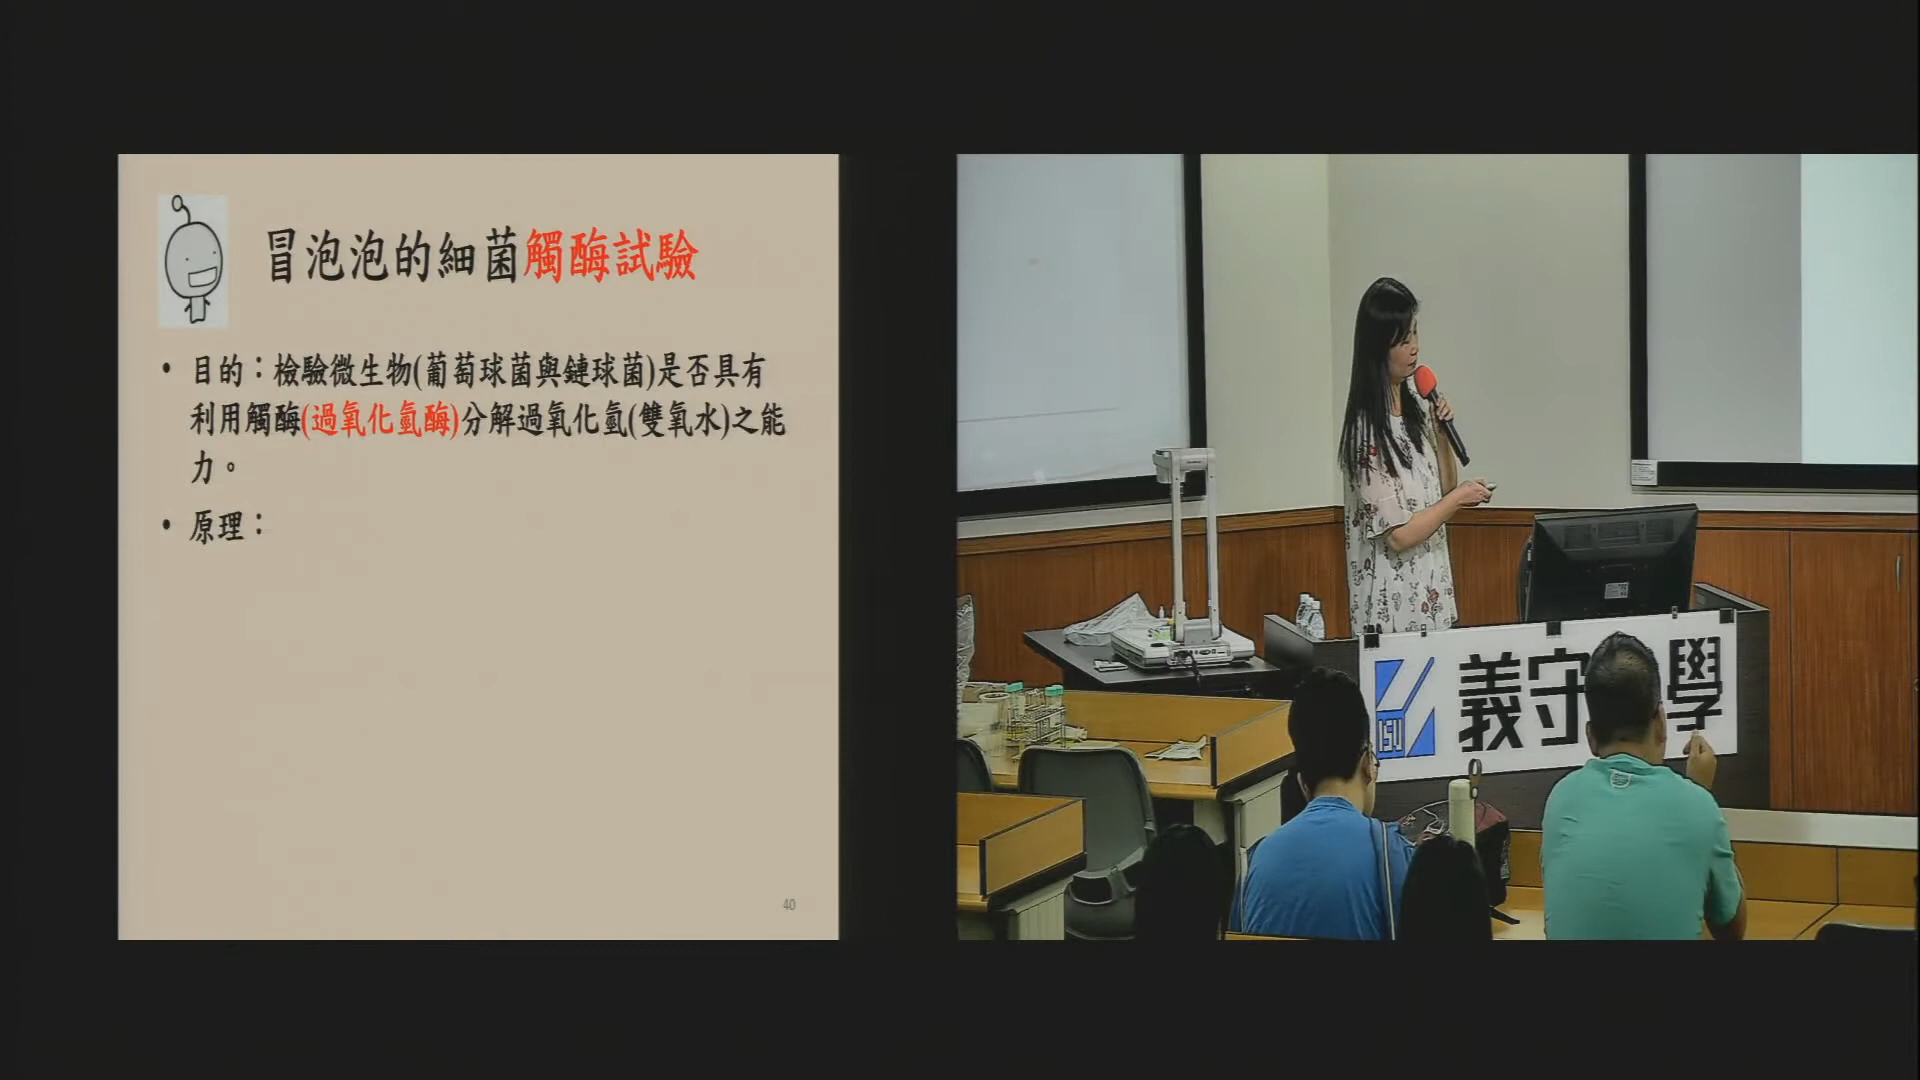 冒泡泡的細菌觸酶試驗
• 目的：檢驗微生物(葡萄球菌與鏈球菌)是否具有
利用觸酶(過氧化氫酶)分解過氧化氫(雙氧水)之能
力。
• 原理：
40
義守 學
ISU